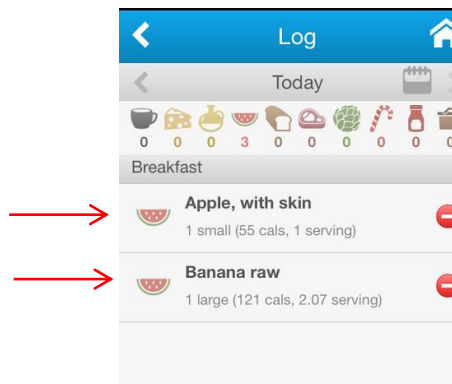 Log
Today
0 0 0 3 0 0 0 0 0 0
Breakfast
Apple, with skin
1 small (55 cals, 1 serving)
Banana raw
1 large (121 cals, 2.07 serving)